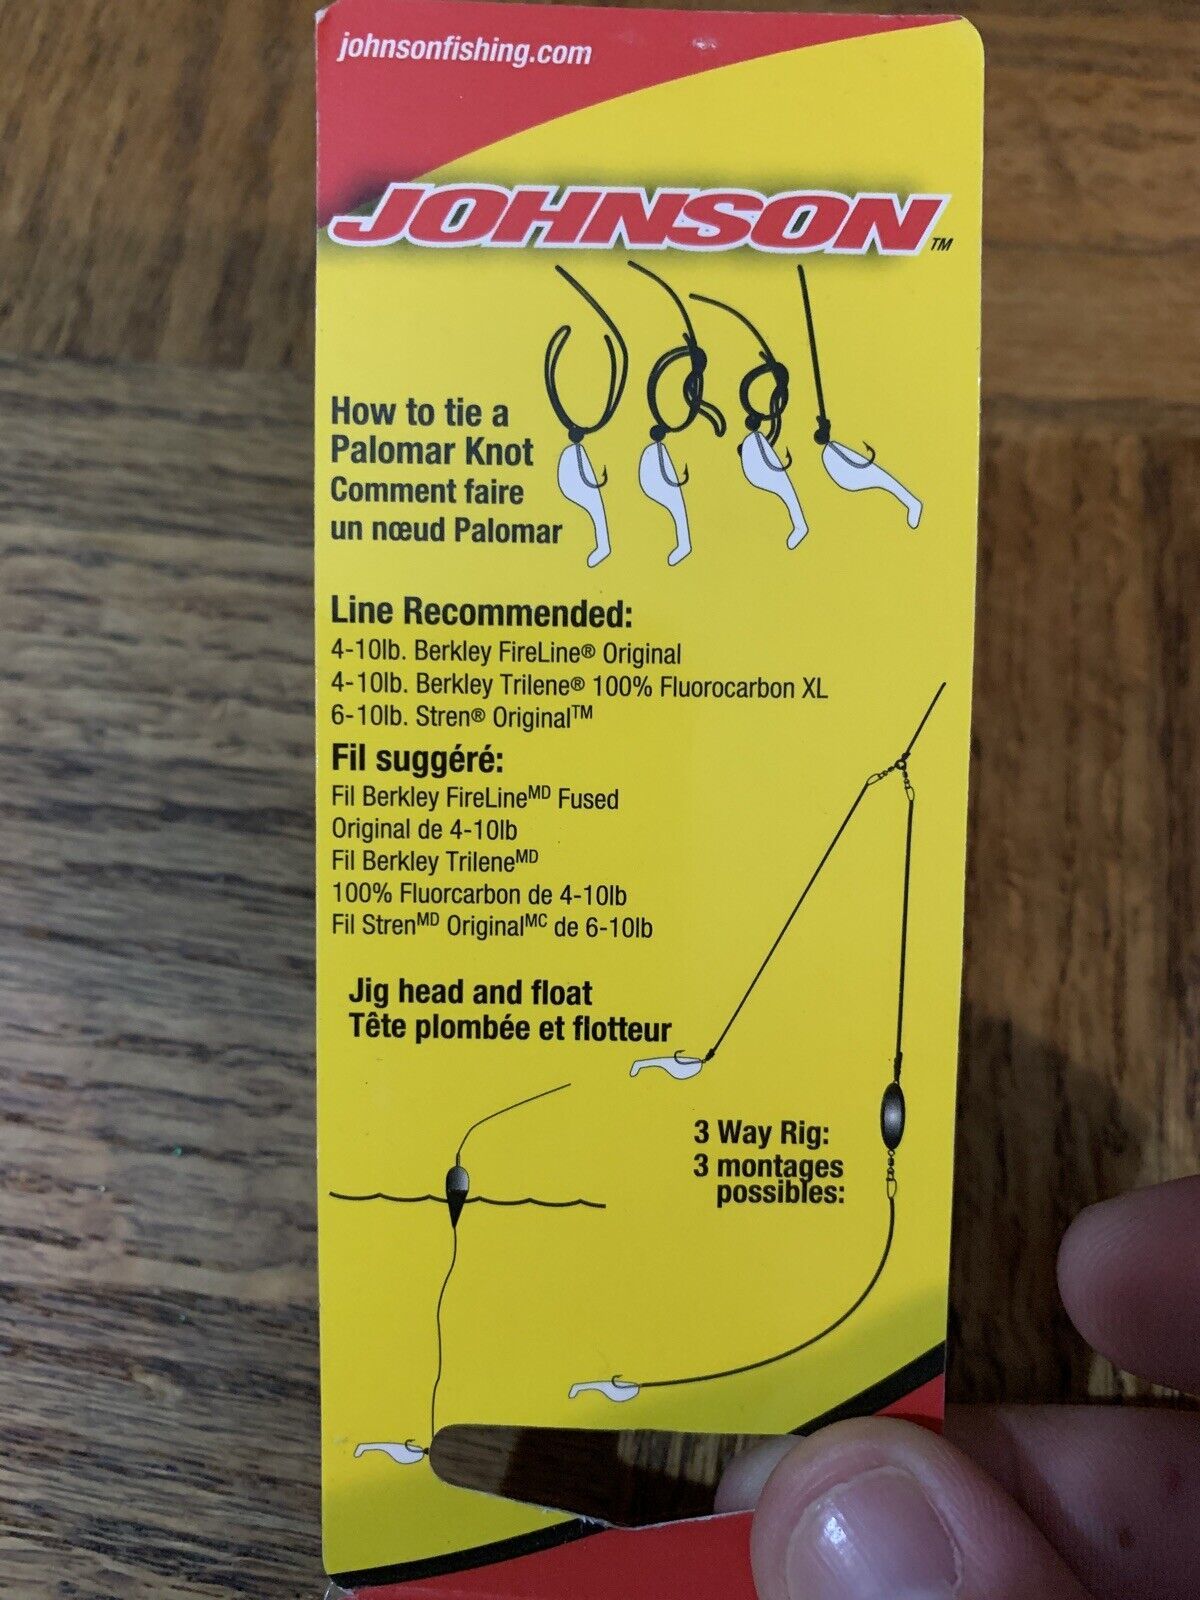 johnsonfishing.com
JOHNSON™
How to tie a
Palomar Knot
Comment faire
un nœud Palomar
Line Recommended:
4-10lb. Berkley FireLine® Original
4-10lb. Berkley Trilene® 100% Fluorocarbon XL
6-10lb. Stren® Original™
Fil suggéré:
Fil Berkley FireLineᴹᴰ Fused
Original de 4-10lb
Fil Berkley Trileneᴹᴰ
100% Fluorcarbon de 4-10lb
Fil Strenᴹᴰ Originalᴹᶜ de 6-10lb
Jig head and float
Tête plombée et flotteur
3 Way Rig:
3 montages
possibles: